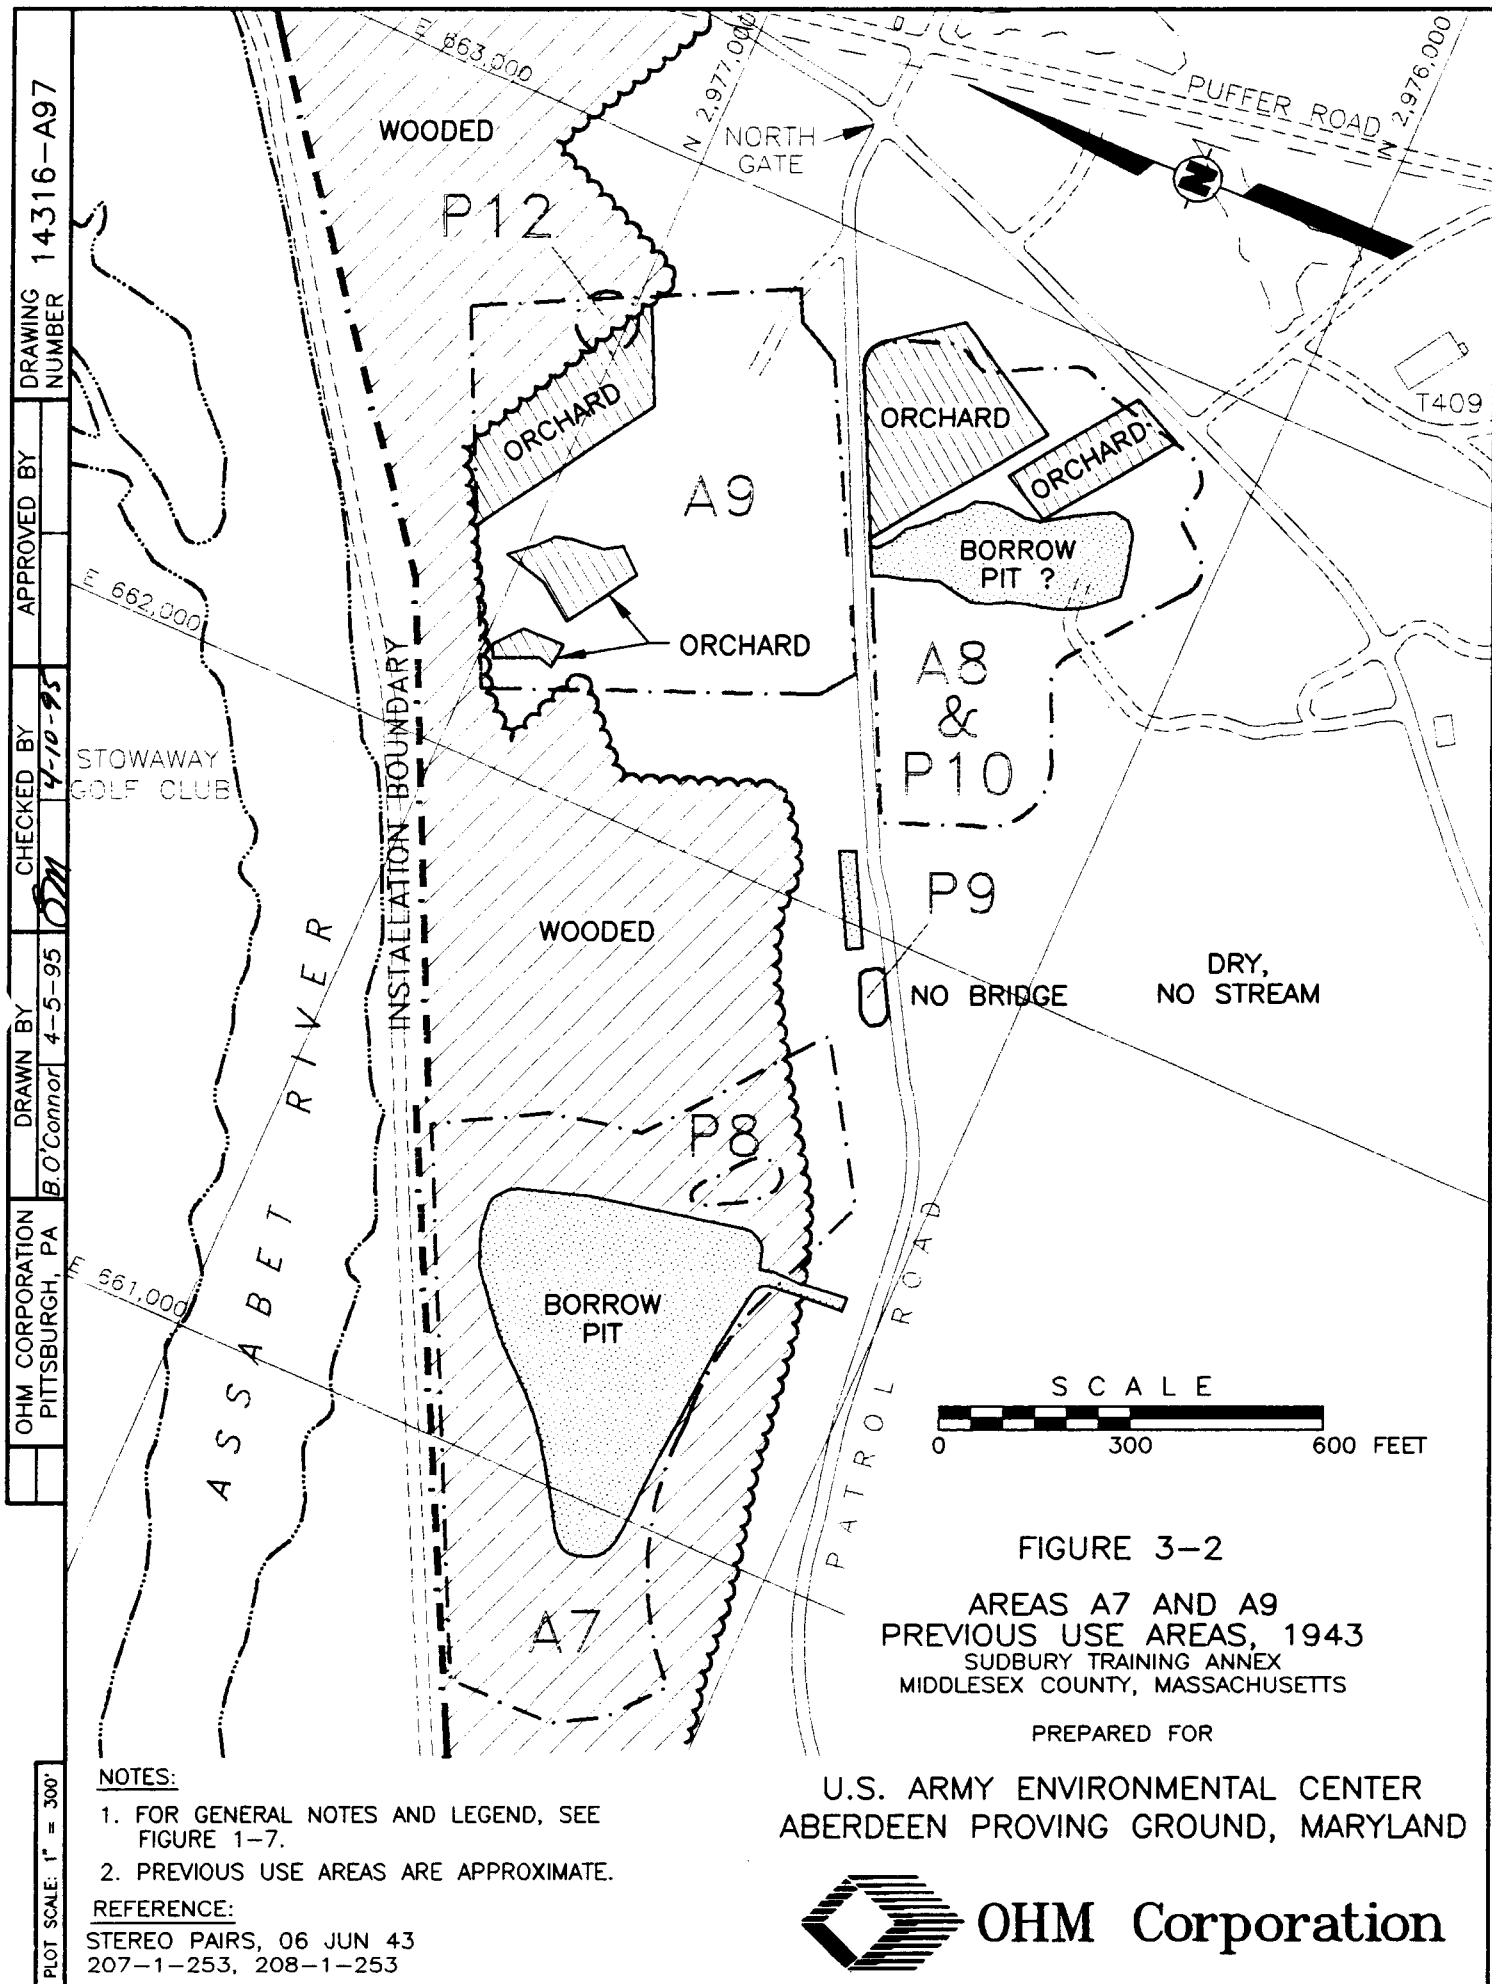 DRAWING NUMBER 14316-A97
APPROVED BY
CHECKED BY
4-10-95
DRAWN BY
B.O'Connor 4-5-95
OHM CORPORATION
PITTSBURGH, PA
PLOT SCALE: 1" = 300'
E 663,000
N 2,977,000
N 2,976,000
PUFFER ROAD
WOODED
NORTH
GATE
N
P12
T409
ORCHARD
ORCHARD
ORCHARD
A9
BORROW
PIT ?
E 662,000
ORCHARD
A8
&
P10
INSTALLATION BOUNDARY
STOWAWAY
GOLF CLUB
P9
WOODED
DRY,
NO STREAM
NO BRIDGE
ASSABET RIVER
P8
PATROL ROAD
E 661,000
BORROW
PIT
A7
SCALE
0 300 600 FEET
FIGURE 3-2
AREAS A7 AND A9
PREVIOUS USE AREAS, 1943
SUDBURY TRAINING ANNEX
MIDDLESEX COUNTY, MASSACHUSETTS
PREPARED FOR
U.S. ARMY ENVIRONMENTAL CENTER
ABERDEEN PROVING GROUND, MARYLAND
OHM Corporation
NOTES:
1. FOR GENERAL NOTES AND LEGEND, SEE
FIGURE 1-7.
2. PREVIOUS USE AREAS ARE APPROXIMATE.
REFERENCE:
STEREO PAIRS, 06 JUN 43
207-1-253, 208-1-253